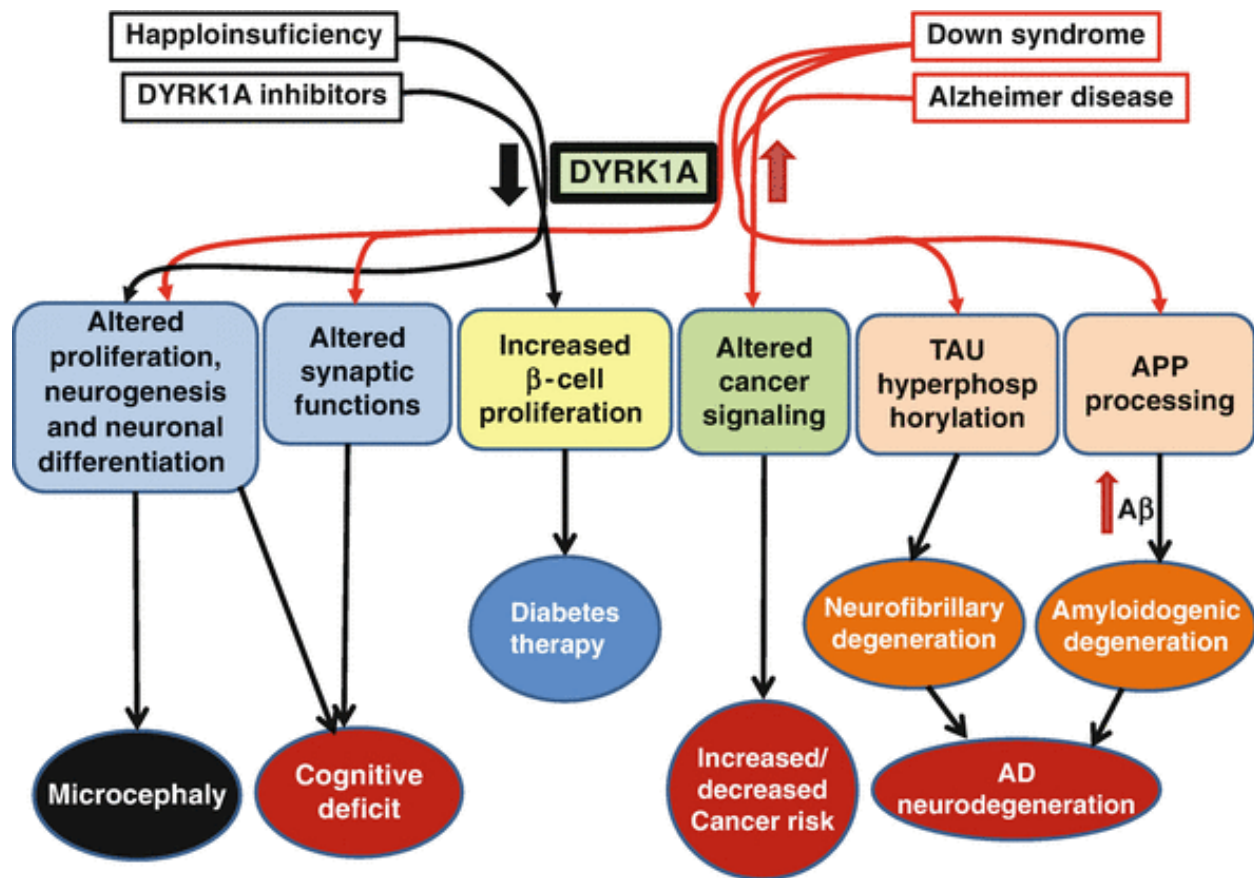 Happloinsuficiency
DYRK1A inhibitors
Down syndrome
Alzheimer disease
DYRK1A
Altered
proliferation,
neurogenesis
and neuronal
differentiation
Altered
synaptic
functions
Increased
β-cell
proliferation
Altered
cancer
signaling
TAU
hyperphosp
horylation
APP
processing
Aβ
Diabetes
therapy
Neurofibrillary
degeneration
Amyloidogenic
degeneration
Microcephaly
Cognitive
deficit
Increased/
decreased
Cancer risk
AD
neurodegeneration